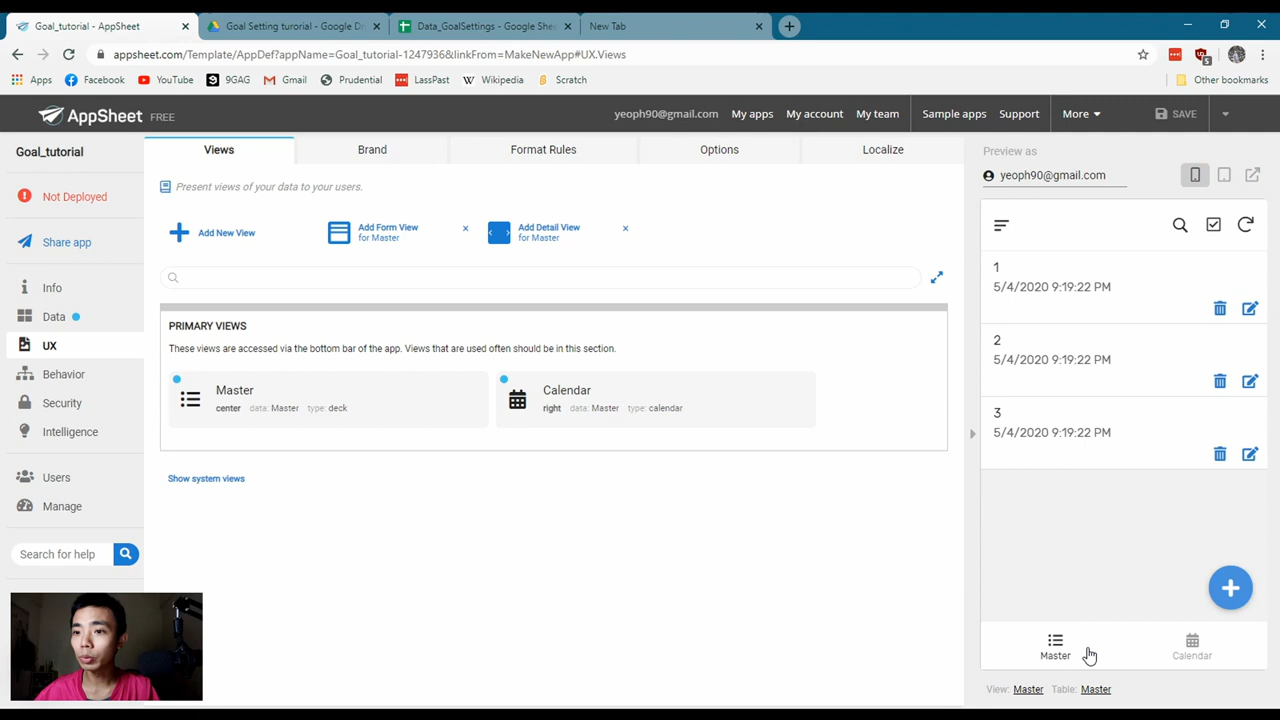 Goal_tutorial - AppSheet
Goal Setting turorial - Google Dr
Data_GoalSettings - Google Shee
New Tab
appsheet.com/Template/AppDef?appName=Goal_tutorial-1247936&linkFrom=MakeNewApp#UX.Views
5
Apps
Facebook
YouTube
9GAG
Gmail
Prudential
LassPast
Wikipedia
Scratch
Other bookmarks
AppSheet FREE
yeoph90@gmail.com
My apps
My account
My team
Sample apps
Support
More
SAVE
Goal_tutorial
Not Deployed
Share app
Info
Data
UX
Behavior
Security
Intelligence
Users
Manage
Search for help
Views
Brand
Format Rules
Options
Localize
Present views of your data to your users.
Add New View
Add Form View
for Master
Add Detail View
for Master
PRIMARY VIEWS
These views are accessed via the bottom bar of the app. Views that are used often should be in this section.
Master
center data: Master type: deck
Calendar
right data: Master type: calendar
Show system views
Preview as
yeoph90@gmail.com
1
5/4/2020 9:19:22 PM
2
5/4/2020 9:19:22 PM
3
5/4/2020 9:19:22 PM
Master
Calendar
View: Master Table: Master